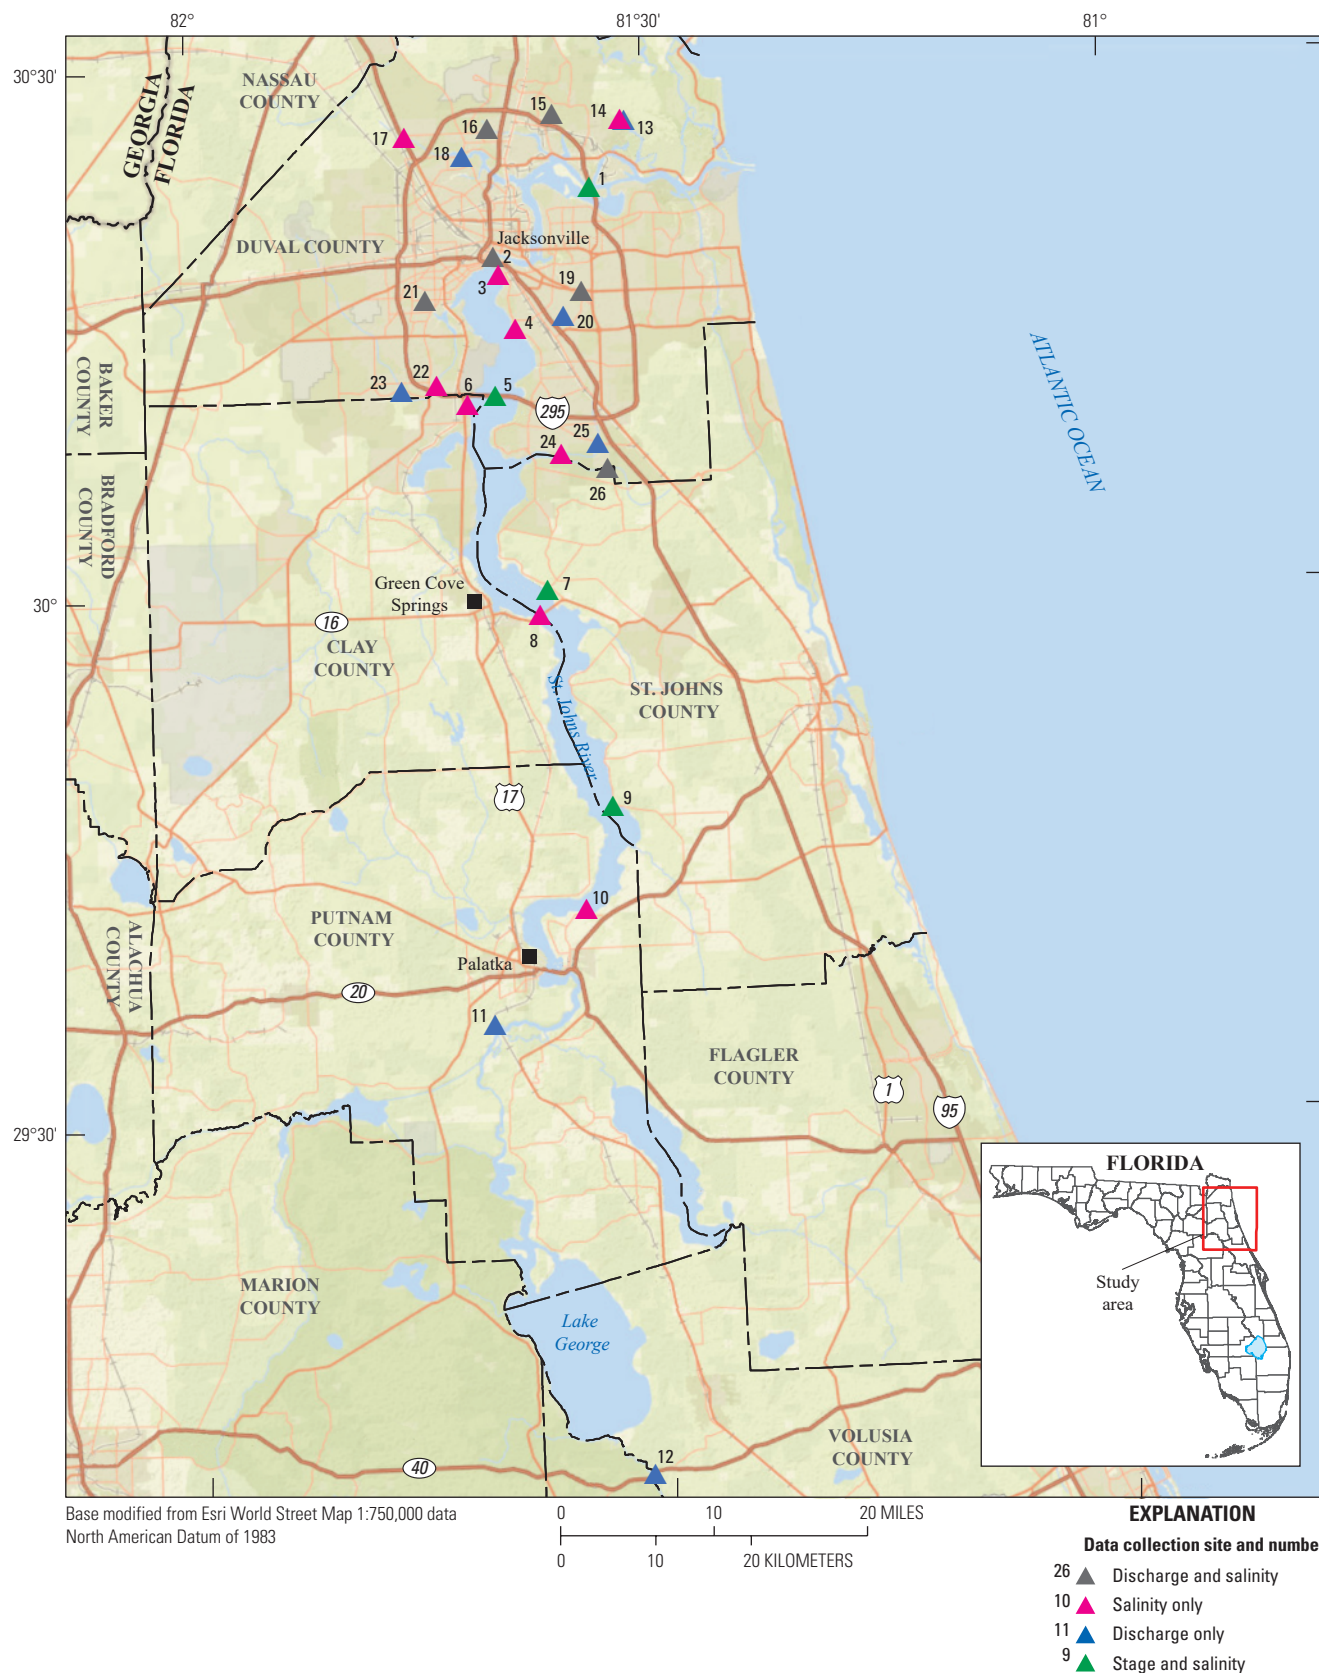 82°
81°30'
81°
30°30'
NASSAU
COUNTY
GEORGIA
FLORIDA
15
14
13
16
17
18
1
DUVAL COUNTY
Jacksonville
2
3
19
21
20
4
BAKER
COUNTY
23
22
6
5
295
25
24
26
BRADFORD
COUNTY
ATLANTIC OCEAN
Green Cove
Springs
7
30°
8
16
CLAY
COUNTY
ST. JOHNS
COUNTY
St. Johns River
17
9
10
PUTNAM
COUNTY
ALACHUA
COUNTY
Palatka
20
11
FLAGLER
COUNTY
1
95
29°30'
FLORIDA
Study
area
MARION
COUNTY
Lake
George
VOLUSIA
COUNTY
12
40
Base modified from Esri World Street Map 1:750,000 data
North American Datum of 1983
0 10 20 MILES
0 10 20 KILOMETERS
EXPLANATION
Data collection site and numbe
26 Discharge and salinity
10 Salinity only
11 Discharge only
9 Stage and salinity